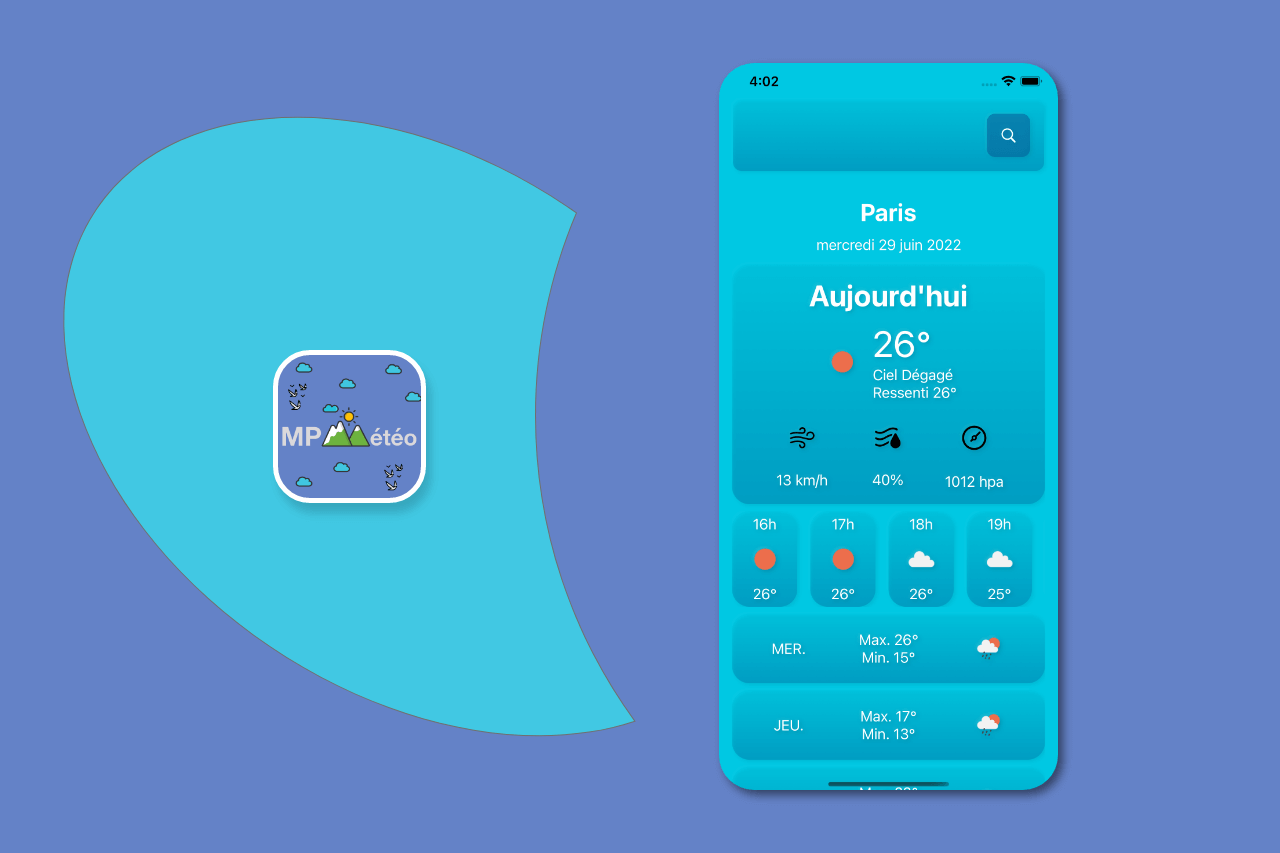 MP étéo
4:02
Paris
mercredi 29 juin 2022
Aujourd'hui
26°
Ciel Dégagé
Ressenti 26°
13 km/h 40% 1012 hpa
16h 17h 18h 19h
26° 26° 26° 25°
MER. Max. 26°
Min. 15°
JEU. Max. 17°
Min. 13°